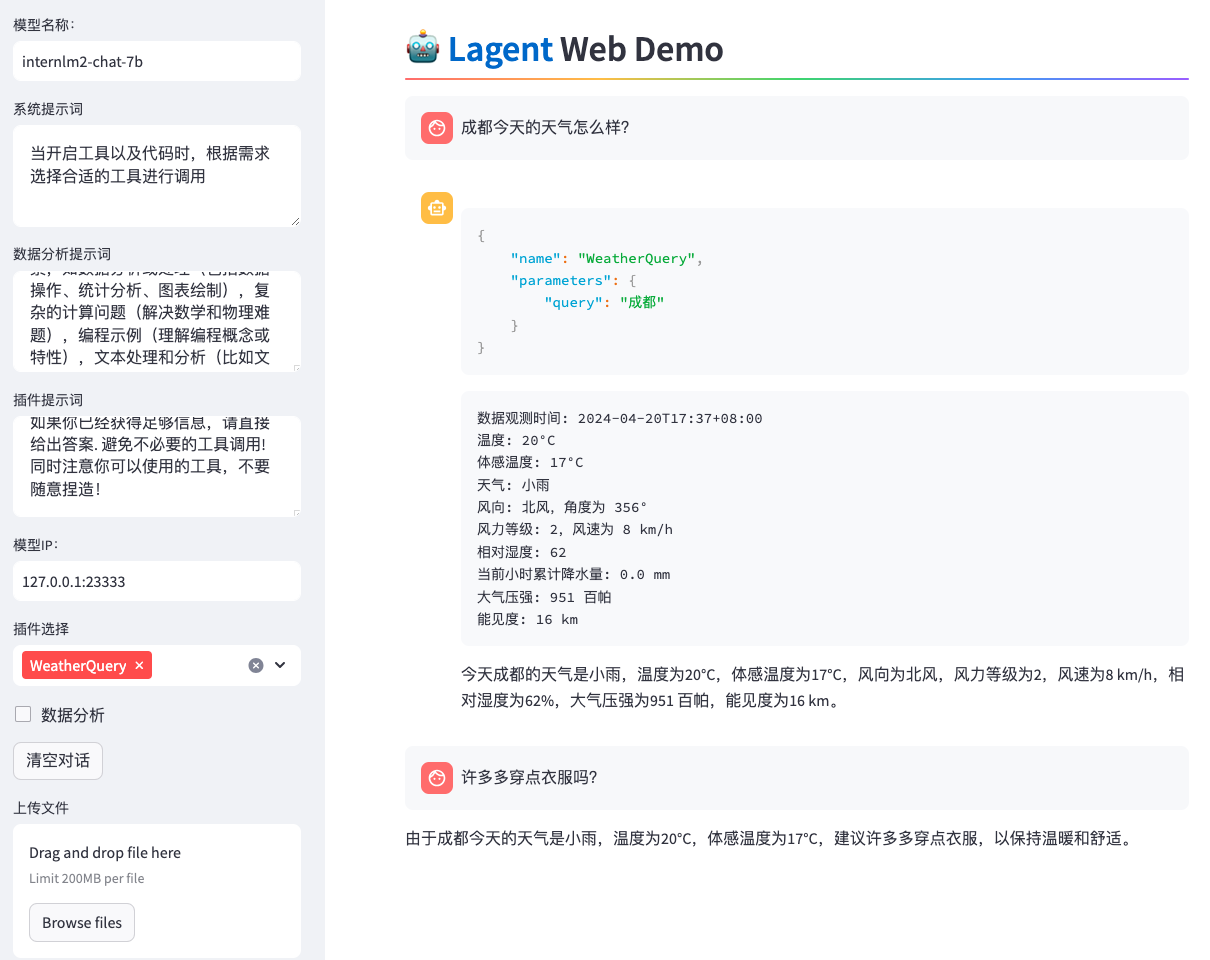 模型名称：
internlm2-chat-7b
系统提示词
当开启工具以及代码时，根据需求
选择合适的工具进行调用
数据分析提示词
操作、统计分析、图表绘制），复
杂的计算问题（解决数学和物理难
题），编程示例（理解编程概念或
特性），文本处理和分析（比如文
插件提示词
如果你已经获得足够信息，请直接
给出答案. 避免不必要的工具调用!
同时注意你可以使用的工具，不要
随意捏造！
模型IP：
127.0.0.1:23333
插件选择
WeatherQuery ×
数据分析
清空对话
上传文件
Drag and drop file here
Limit 200MB per file
Browse files
Lagent Web Demo
成都今天的天气怎么样?
{
"name": "WeatherQuery",
"parameters": {
"query": "成都"
}
}
数据观测时间: 2024-04-20T17:37+08:00
温度: 20°C
体感温度: 17°C
天气: 小雨
风向: 北风，角度为 356°
风力等级: 2，风速为 8 km/h
相对湿度: 62
当前小时累计降水量: 0.0 mm
大气压强: 951 百帕
能见度: 16 km
今天成都的天气是小雨，温度为20°C，体感温度为17°C，风向为北风，风力等级为2，风速为8 km/h，相
对湿度为62%，大气压强为951 百帕，能见度为16 km。
许多多穿点衣服吗?
由于成都今天的天气是小雨，温度为20°C，体感温度为17°C，建议许多多穿点衣服，以保持温暖和舒适。